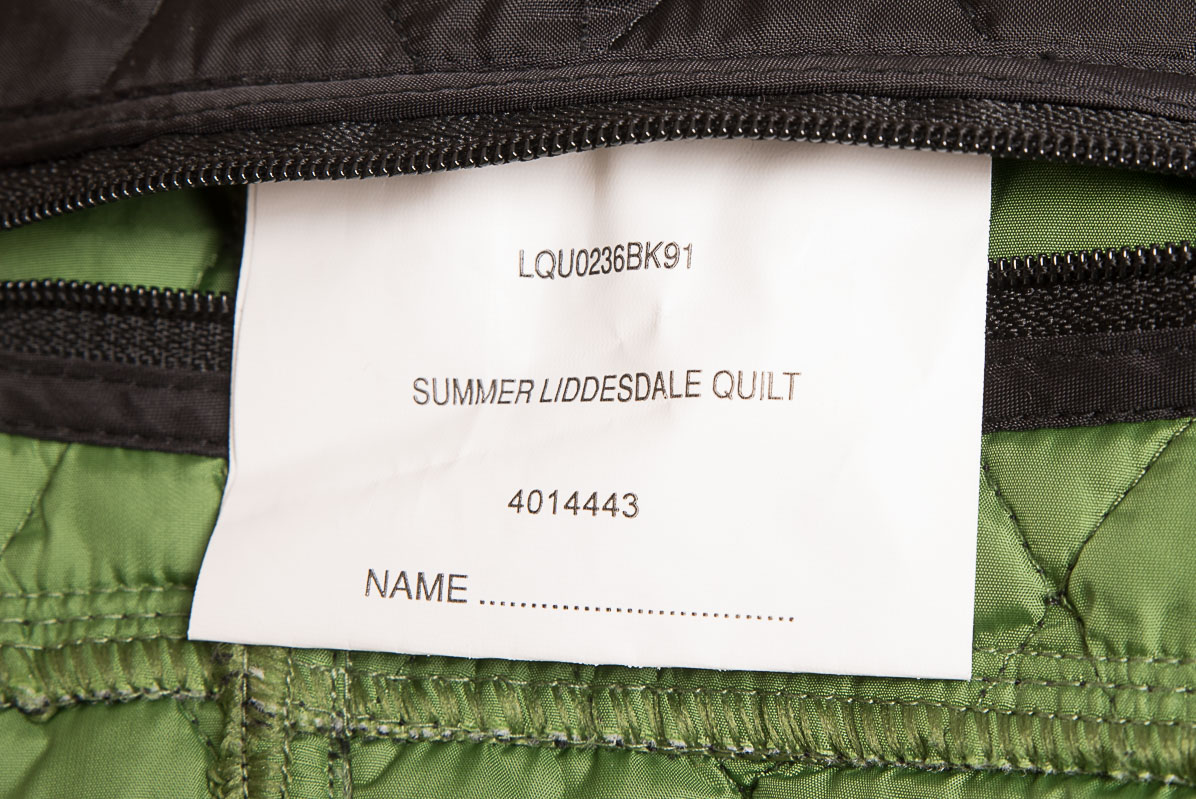 LQU0236BK91
SUMMER LIDDESDALE QUILT
4014443
NAME ....................................